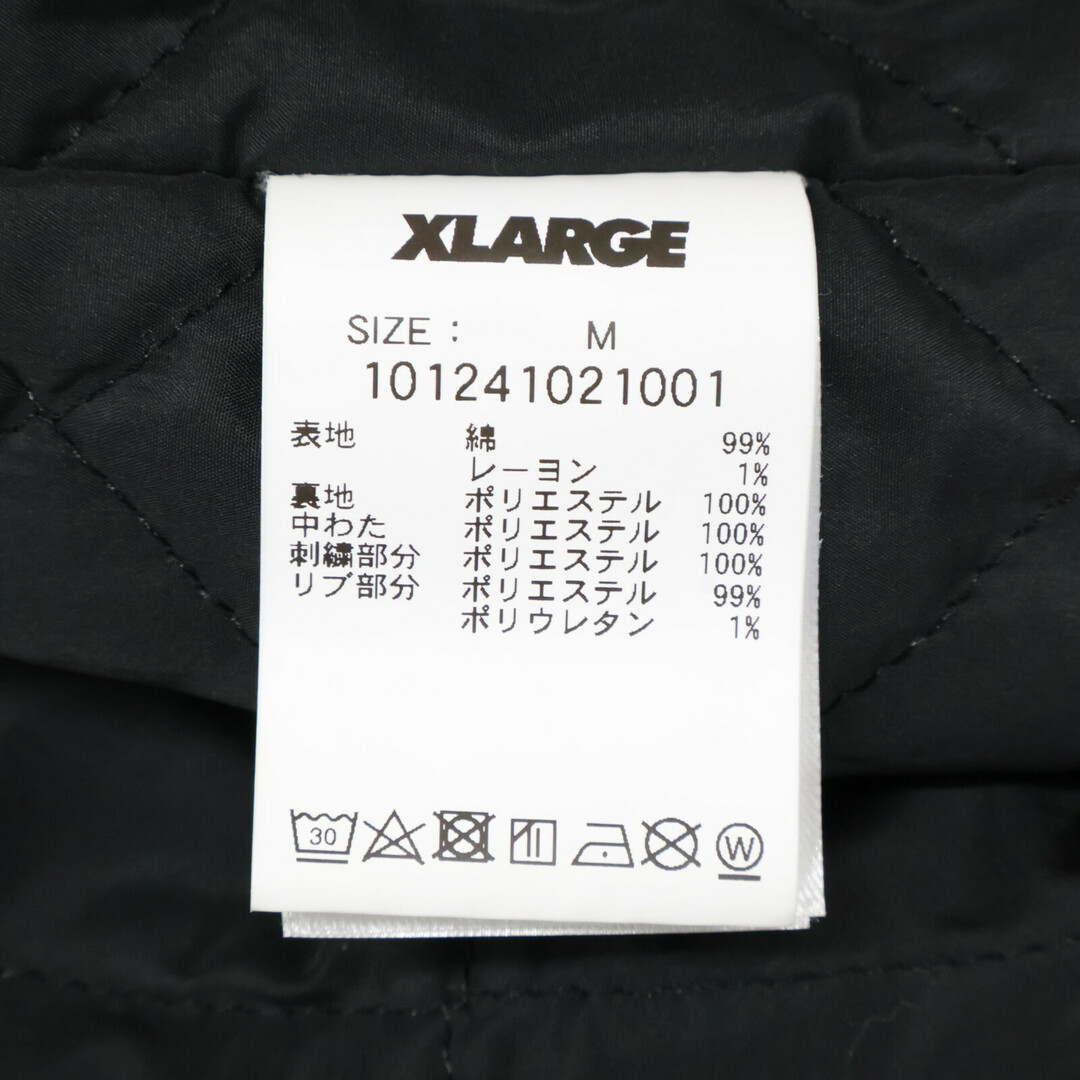 XLARGE
SIZE : M
101241021001
表地 綿 99%
レーヨン 1%
裏地 ポリエステル 100%
中わた ポリエステル 100%
刺繍部分 ポリエステル 100%
リブ部分 ポリエステル 99%
ポリウレタン 1%
30 W